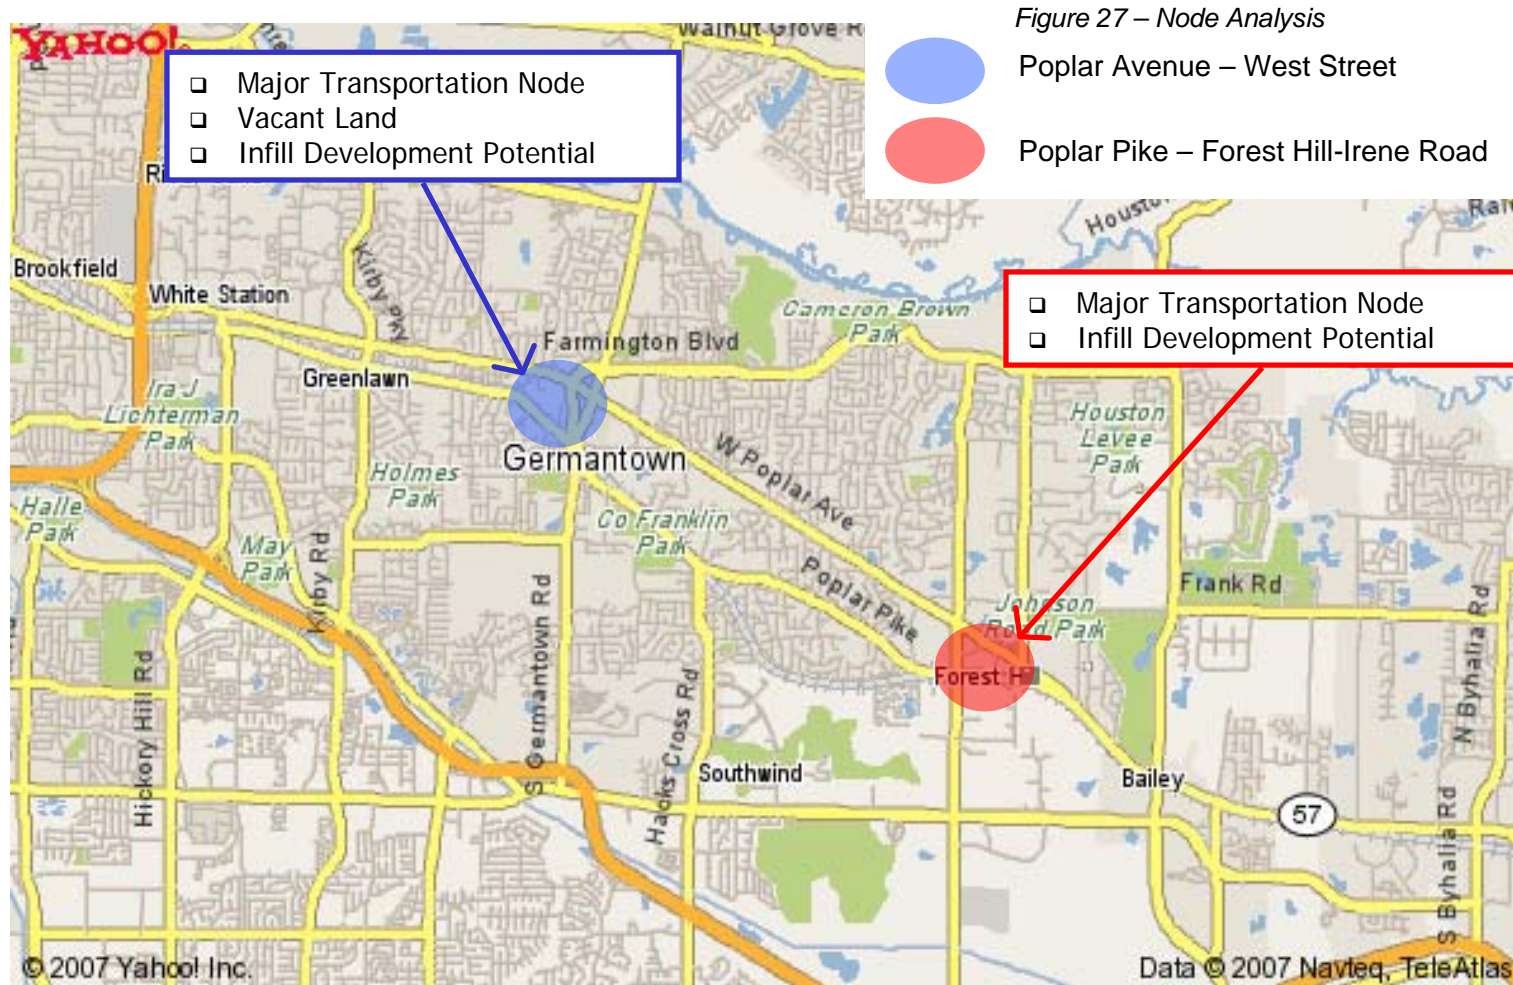 Figure 27 – Node Analysis
Poplar Avenue – West Street
Poplar Pike – Forest Hill-Irene Road
YAHOO!
Walnut Grove R
❑ Major Transportation Node
❑ Vacant Land
❑ Infill Development Potential
Brookfield
White Station
Kirby Pky
Farmington Blvd
Cameron Brown
Park
❑ Major Transportation Node
❑ Infill Development Potential
Greenlawn
Ira J
Lichterman
Park
Germantown
Holmes
Park
W Poplar Ave
Houston
Levee
Park
Halle
Park
May
Park
Kirby Rd
Co Franklin
Park
Poplar Pike
Johnson
Road Park
Frank Rd
Forest H
Hickory Hill Rd
S Germantown Rd
Hacks Cross Rd
N Byhalia Rd
Southwind
Bailey
57
S Byhalia Rd
© 2007 Yahoo! Inc.
Data © 2007 Navteq, TeleAtlas